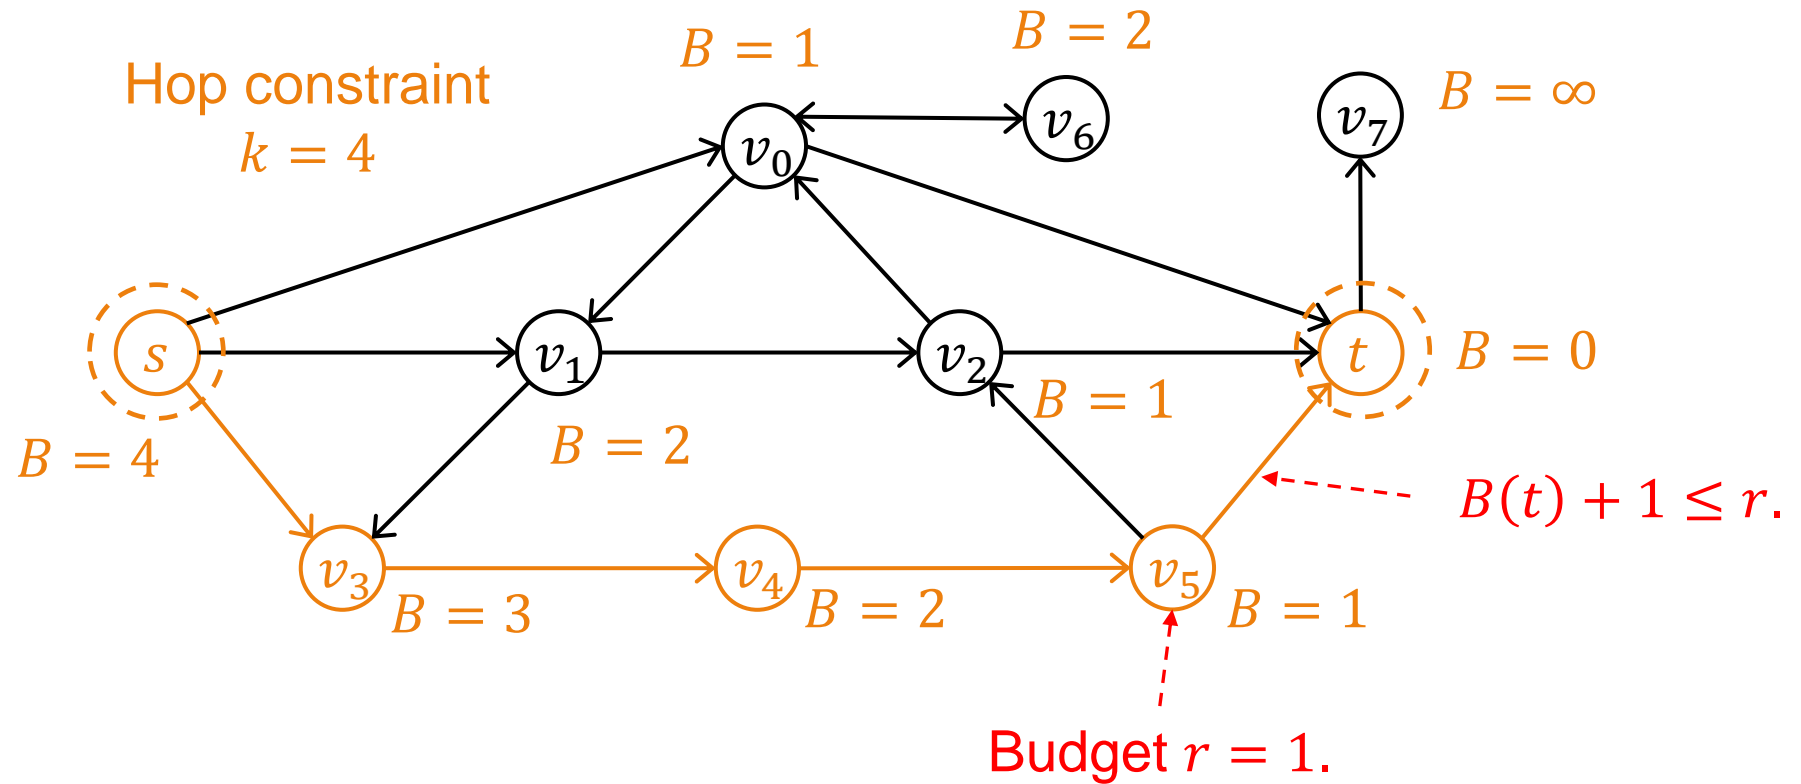 B = 2
B = 1
Hop constraint
k = 4
v₀
v₆
v₇
B = ∞
s
v₁
v₂
t
B = 0
B = 1
B = 2
B = 4
B(t) + 1 ≤ r.
v₃
v₄
v₅
B = 3
B = 2
B = 1
Budget r = 1.